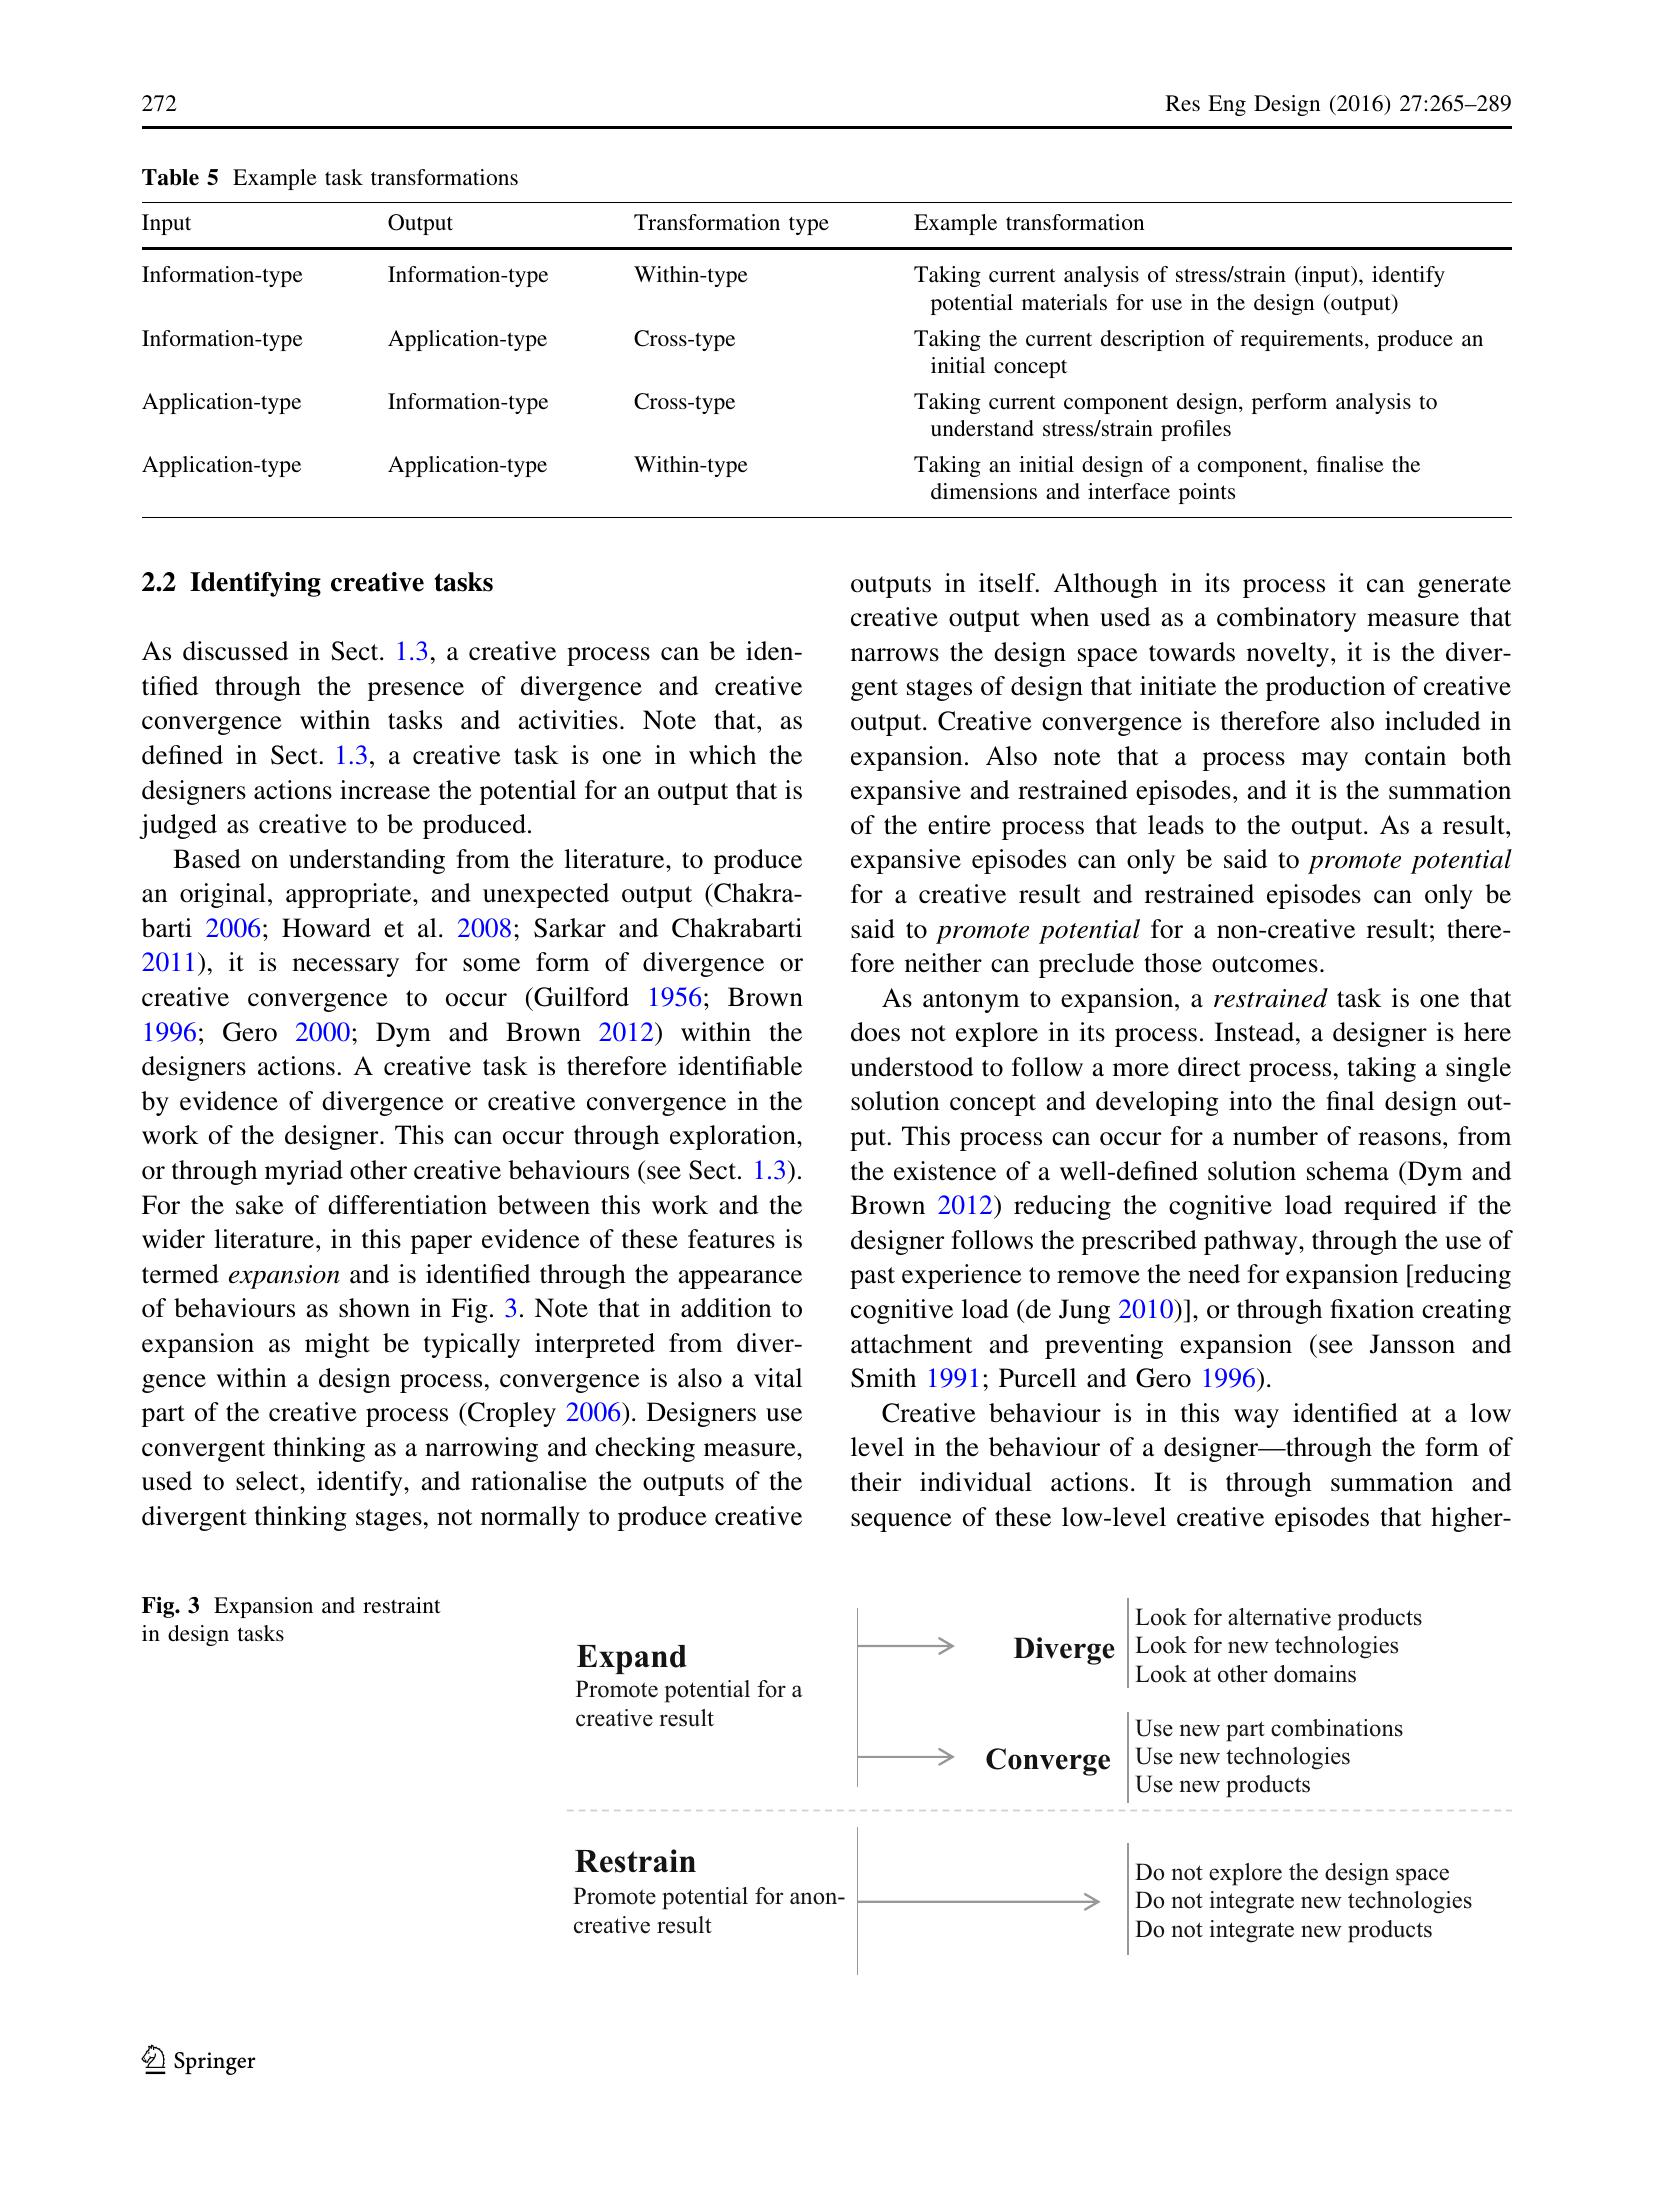 272
Res Eng Design (2016) 27:265–289
Table 5 Example task transformations
Input Output Transformation type Example transformation
Information-type Information-type Within-type Taking current analysis of stress/strain (input), identify
potential materials for use in the design (output)
Information-type Application-type Cross-type Taking the current description of requirements, produce an
initial concept
Application-type Information-type Cross-type Taking current component design, perform analysis to
understand stress/strain profiles
Application-type Application-type Within-type Taking an initial design of a component, finalise the
dimensions and interface points
2.2 Identifying creative tasks
As discussed in Sect. 1.3, a creative process can be iden-
tified through the presence of divergence and creative
convergence within tasks and activities. Note that, as
defined in Sect. 1.3, a creative task is one in which the
designers actions increase the potential for an output that is
judged as creative to be produced.
Based on understanding from the literature, to produce
an original, appropriate, and unexpected output (Chakra-
barti 2006; Howard et al. 2008; Sarkar and Chakrabarti
2011), it is necessary for some form of divergence or
creative convergence to occur (Guilford 1956; Brown
1996; Gero 2000; Dym and Brown 2012) within the
designers actions. A creative task is therefore identifiable
by evidence of divergence or creative convergence in the
work of the designer. This can occur through exploration,
or through myriad other creative behaviours (see Sect. 1.3).
For the sake of differentiation between this work and the
wider literature, in this paper evidence of these features is
termed expansion and is identified through the appearance
of behaviours as shown in Fig. 3. Note that in addition to
expansion as might be typically interpreted from diver-
gence within a design process, convergence is also a vital
part of the creative process (Cropley 2006). Designers use
convergent thinking as a narrowing and checking measure,
used to select, identify, and rationalise the outputs of the
divergent thinking stages, not normally to produce creative
outputs in itself. Although in its process it can generate
creative output when used as a combinatory measure that
narrows the design space towards novelty, it is the diver-
gent stages of design that initiate the production of creative
output. Creative convergence is therefore also included in
expansion. Also note that a process may contain both
expansive and restrained episodes, and it is the summation
of the entire process that leads to the output. As a result,
expansive episodes can only be said to promote potential
for a creative result and restrained episodes can only be
said to promote potential for a non-creative result; there-
fore neither can preclude those outcomes.
As antonym to expansion, a restrained task is one that
does not explore in its process. Instead, a designer is here
understood to follow a more direct process, taking a single
solution concept and developing into the final design out-
put. This process can occur for a number of reasons, from
the existence of a well-defined solution schema (Dym and
Brown 2012) reducing the cognitive load required if the
designer follows the prescribed pathway, through the use of
past experience to remove the need for expansion [reducing
cognitive load (de Jung 2010)], or through fixation creating
attachment and preventing expansion (see Jansson and
Smith 1991; Purcell and Gero 1996).
Creative behaviour is in this way identified at a low
level in the behaviour of a designer—through the form of
their individual actions. It is through summation and
sequence of these low-level creative episodes that higher-
Fig. 3 Expansion and restraint
in design tasks
Expand
Promote potential for a
creative result
Diverge
Look for alternative products
Look for new technologies
Look at other domains
Converge
Use new part combinations
Use new technologies
Use new products
Restrain
Promote potential for anon-
creative result
Do not explore the design space
Do not integrate new technologies
Do not integrate new products
Springer